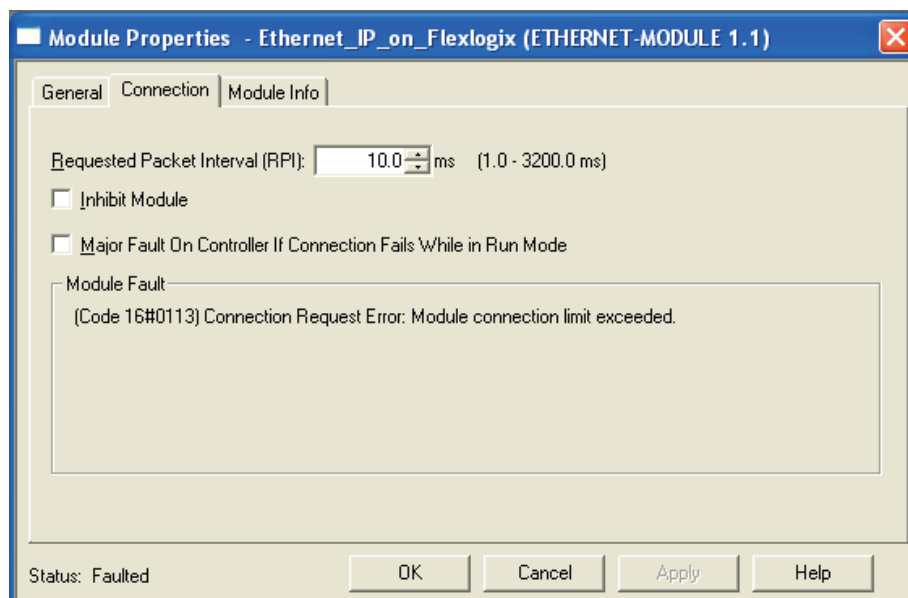 Module Properties - Ethernet_IP_on_Flexlogix (ETHERNET-MODULE 1.1)
General Connection Module Info
Requested Packet Interval (RPI): 10.0 ms (1.0 - 3200.0 ms)
Inhibit Module
Major Fault On Controller If Connection Fails While in Run Mode
Module Fault
(Code 16#0113) Connection Request Error: Module connection limit exceeded.
Status: Faulted OK Cancel Apply Help